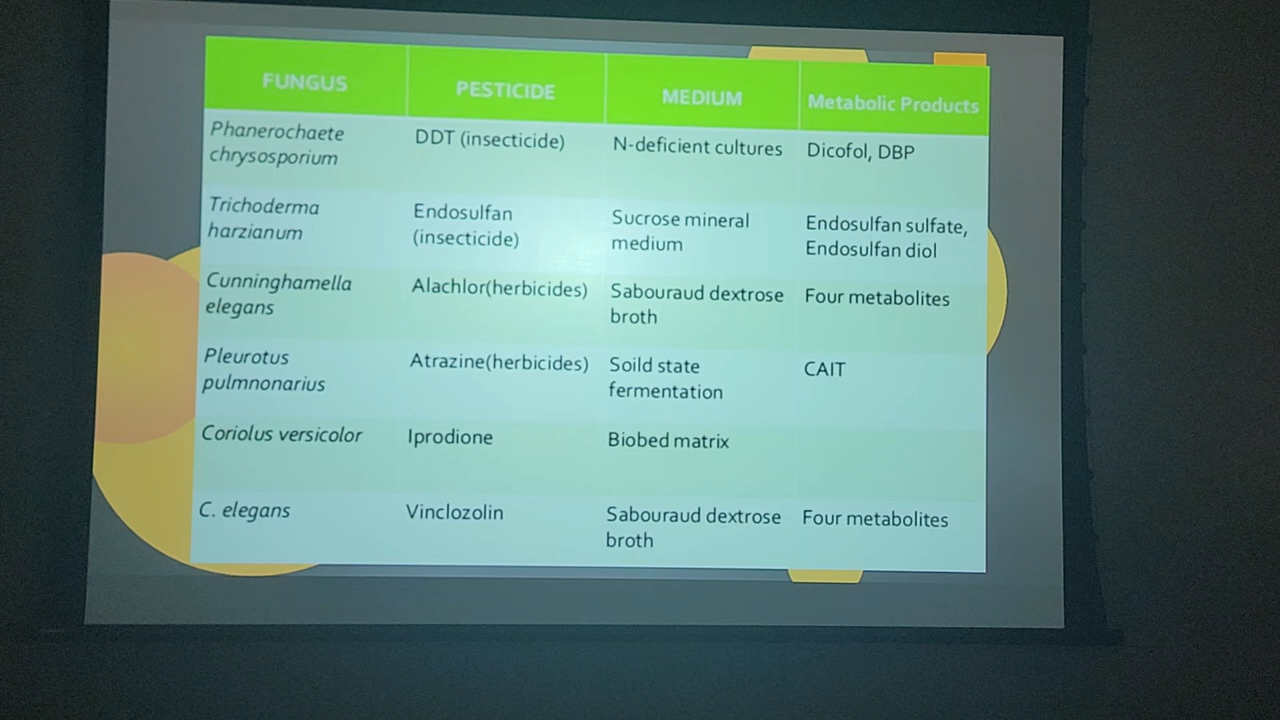 FUNGUS PESTICIDE MEDIUM Metabolic Products
Phanerochaete DDT (insecticide) N-deficient cultures Dicofol, DBP
chrysosporium
Trichoderma Endosulfan Sucrose mineral Endosulfan sulfate,
harzianum (insecticide) medium Endosulfan diol
Cunninghamella Alachlor(herbicides) Sabouraud dextrose Four metabolites
elegans broth
Pleurotus Atrazine(herbicides) Soild state CAIT
pulmnonarius fermentation
Coriolus versicolor Iprodione Biobed matrix
C. elegans Vinclozolin Sabouraud dextrose Four metabolites
broth